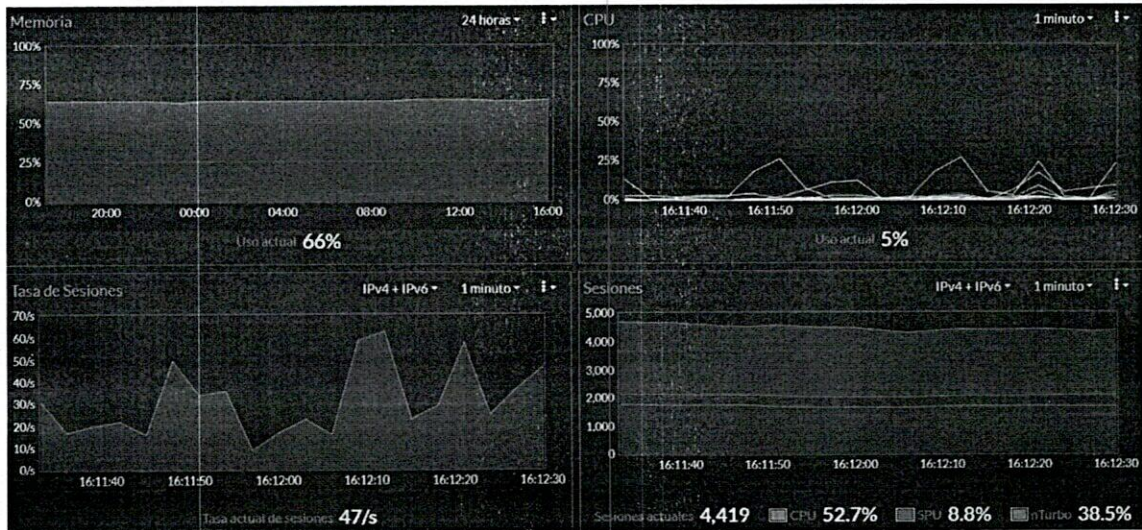 Memoria 24 horas
100%
75%
50%
25%
0%
20:00 00:00 04:00 08:00 12:00 16:00
Uso actual 66%
CPU 1 minuto
100%
75%
50%
25%
0%
16:11:40 16:11:50 16:12:00 16:12:10 16:12:20 16:12:30
Uso actual 5%
Tasa de Sesiones IPv4 + IPv6 1 minuto
70/s
60/s
50/s
40/s
30/s
20/s
10/s
0/s
16:11:40 16:11:50 16:12:00 16:12:10 16:12:20 16:12:30
Tasa actual de sesiones 47/s
Sesiones IPv4 + IPv6 1 minuto
5,000
4,000
3,000
2,000
1,000
0
16:11:40 16:11:50 16:12:00 16:12:10 16:12:20 16:12:30
Sesiones actuales 4,419 CPU 52.7% SPU 8.8% nTurbo 38.5%